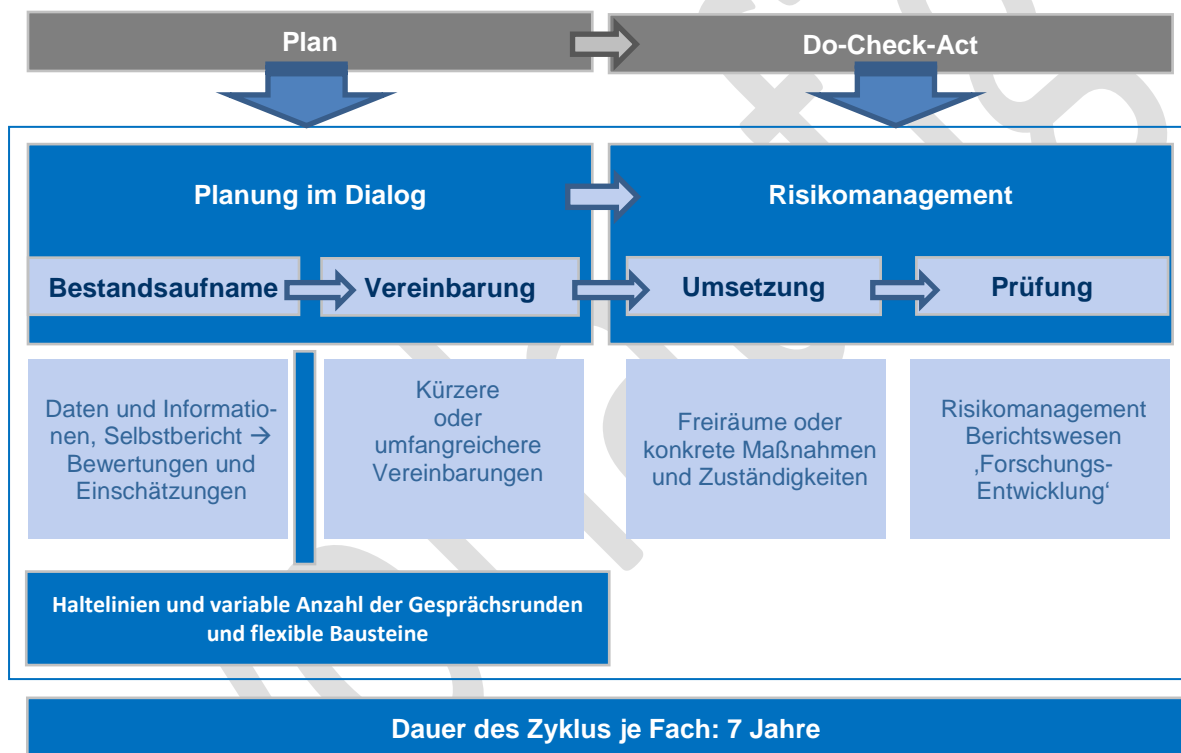 Plan
Do-Check-Act
Planung im Dialog
Risikomanagement
Bestandsaufname
Vereinbarung
Umsetzung
Prüfung
Daten und Informatio-
nen, Selbstbericht →
Bewertungen und
Einschätzungen
Kürzere
oder
umfangreichere
Vereinbarungen
Freiräume oder
konkrete Maßnahmen
und Zuständigkeiten
Risikomanagement
Berichtswesen
‚Forschungs-
Entwicklung‘
Haltelinien und variable Anzahl der Gesprächsrunden
und flexible Bausteine
Dauer des Zyklus je Fach: 7 Jahre